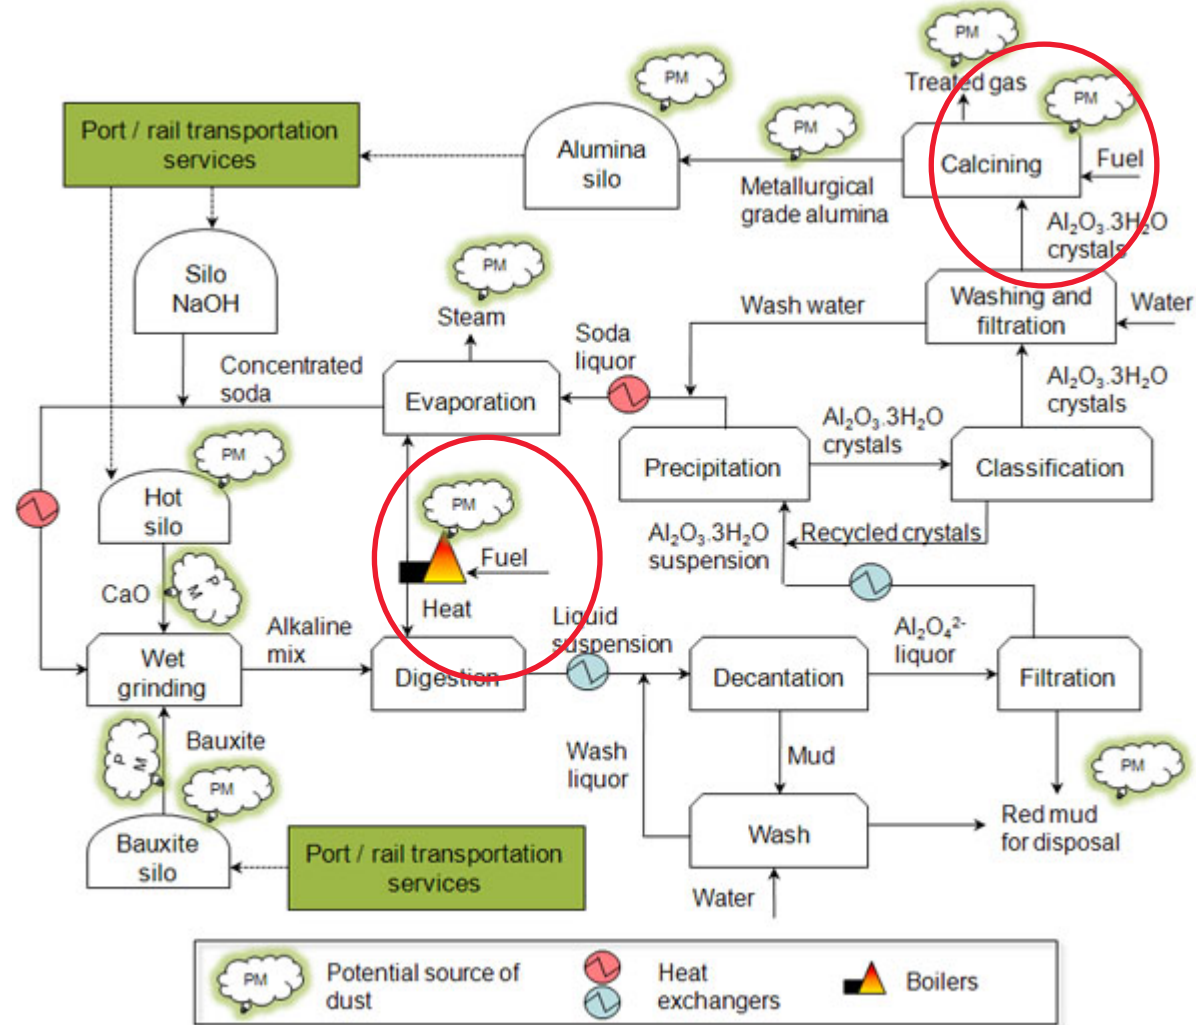 PM
Treated gas
PM
Calcining
Fuel
PM
PM
Alumina
silo
Metallurgical
grade alumina
Port / rail transportation
services
Al₂O₃.3H₂O
crystals
Silo
NaOH
PM
Steam
Washing and
filtration
Water
Wash water
Soda
liquor
Concentrated
soda
Evaporation
Al₂O₃.3H₂O
crystals
Al₂O₃.3H₂O
crystals
Precipitation
Classification
PM
Hot
silo
PM
Fuel
Heat
Al₂O₃.3H₂O
suspension
Recycled crystals
CaO
PM
Wet
grinding
Alkaline
mix
Digestion
Liquid
suspension
Decantation
Al₂O₄²⁻
liquor
Filtration
PM
Bauxite
PM
Bauxite
silo
Port / rail transportation
services
Wash
liquor
Mud
Wash
Water
PM
Red mud
for disposal
PM
Potential source of
dust
Heat
exchangers
Boilers